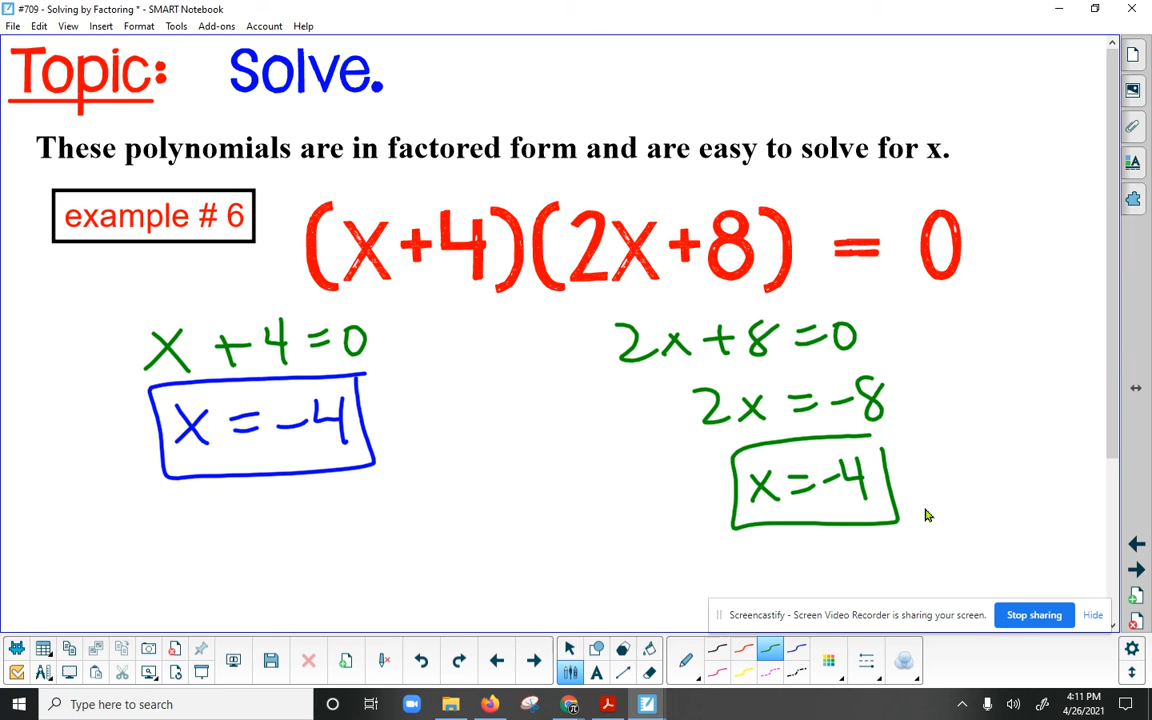 #709 - Solving by Factoring * - SMART Notebook
File Edit View Insert Format Tools Add-ons Account Help
Topic: Solve.
These polynomials are in factored form and are easy to solve for x.
example # 6
(x+4)(2x+8) = 0
x + 4 = 0
2x + 8 = 0
x = -4
2x = -8
x = -4
Screencastify - Screen Video Recorder is sharing your screen. Stop sharing Hide
Type here to search
4:11 PM
4/26/2021